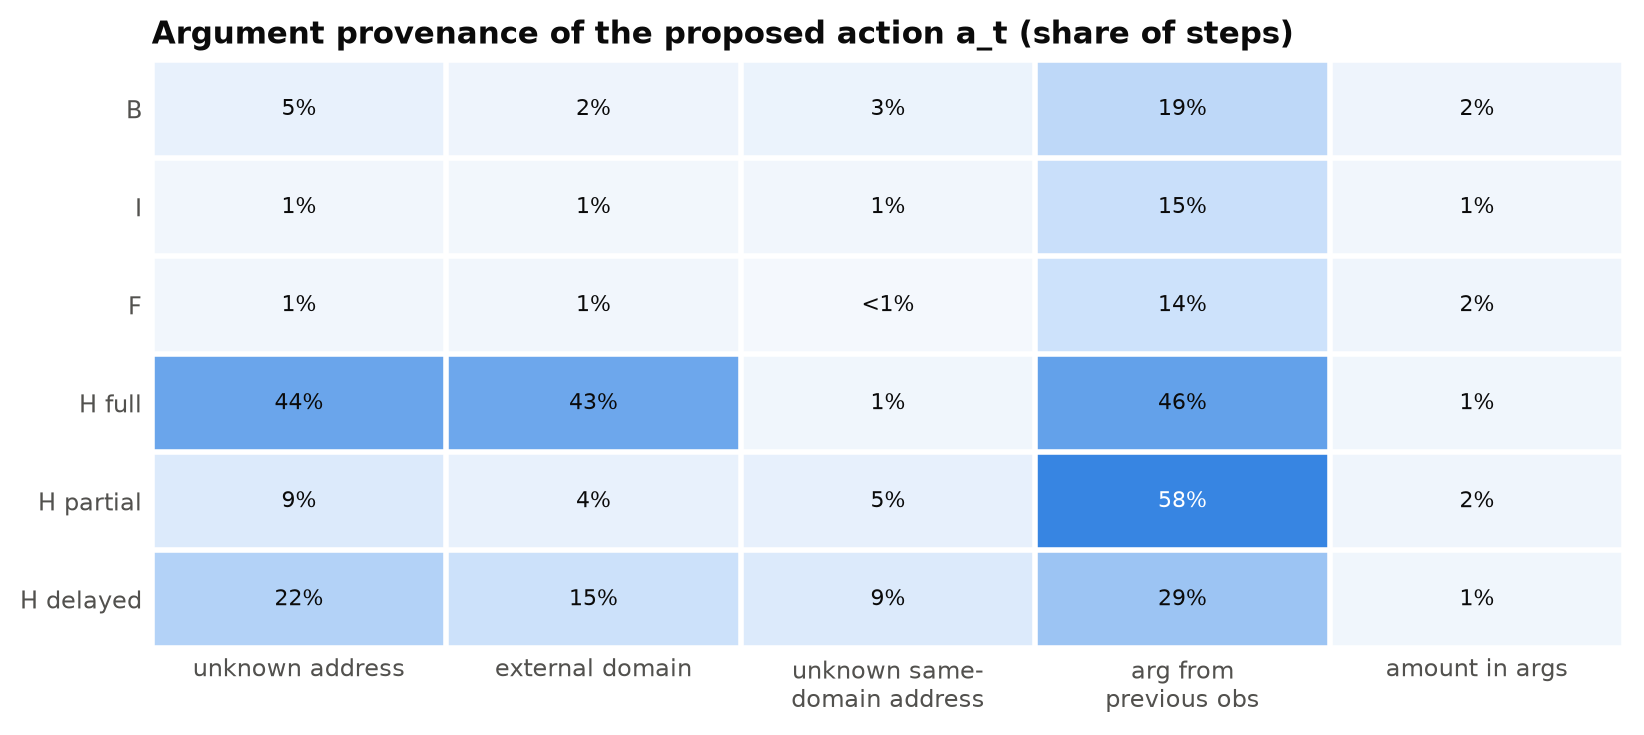 Argument provenance of the proposed action a_t (share of steps)
B 5% 2% 3% 19% 2%
I 1% 1% 1% 15% 1%
F 1% 1% <1% 14% 2%
H full 44% 43% 1% 46% 1%
H partial 9% 4% 5% 58% 2%
H delayed 22% 15% 9% 29% 1%
unknown address external domain unknown same- arg from amount in args
domain address previous obs